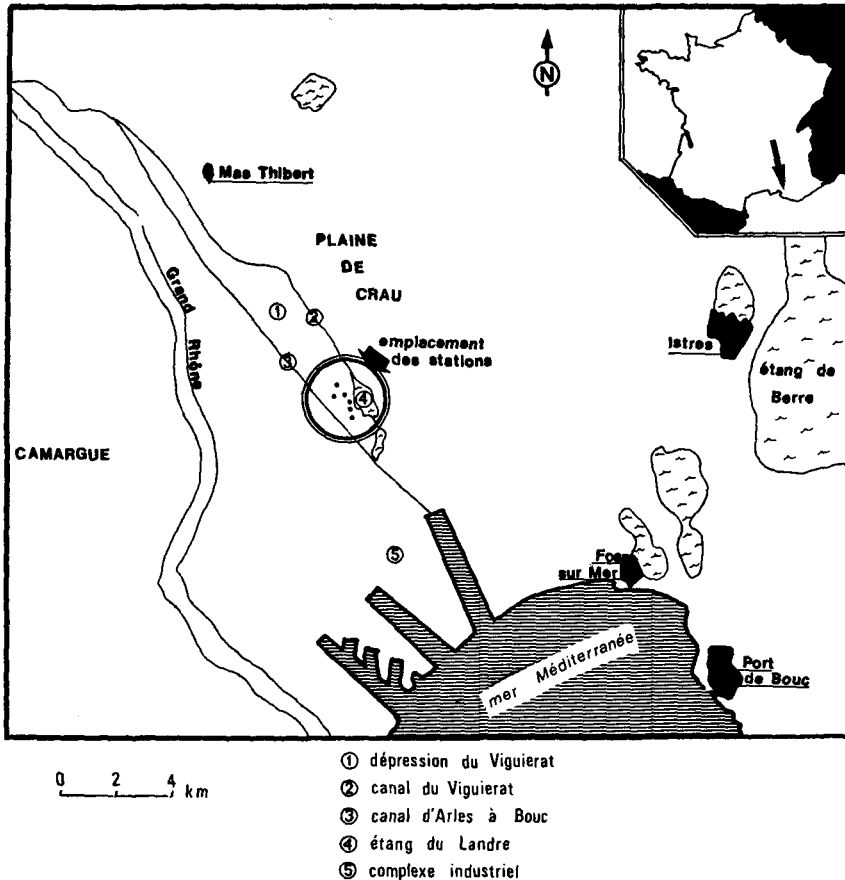 N
Mas Thibert
PLAINE
DE
CRAU
Grand Rhône
1
2
emplacement
des stations
3
4
Istres
étang de
Berre
CAMARGUE
5
Fos
sur Mer
mer Méditerranée
Port
de Bouc
0 2 4
km
1 dépression du Viguierat
2 canal du Viguierat
3 canal d'Arles à Bouc
4 étang du Landre
5 complexe industriel